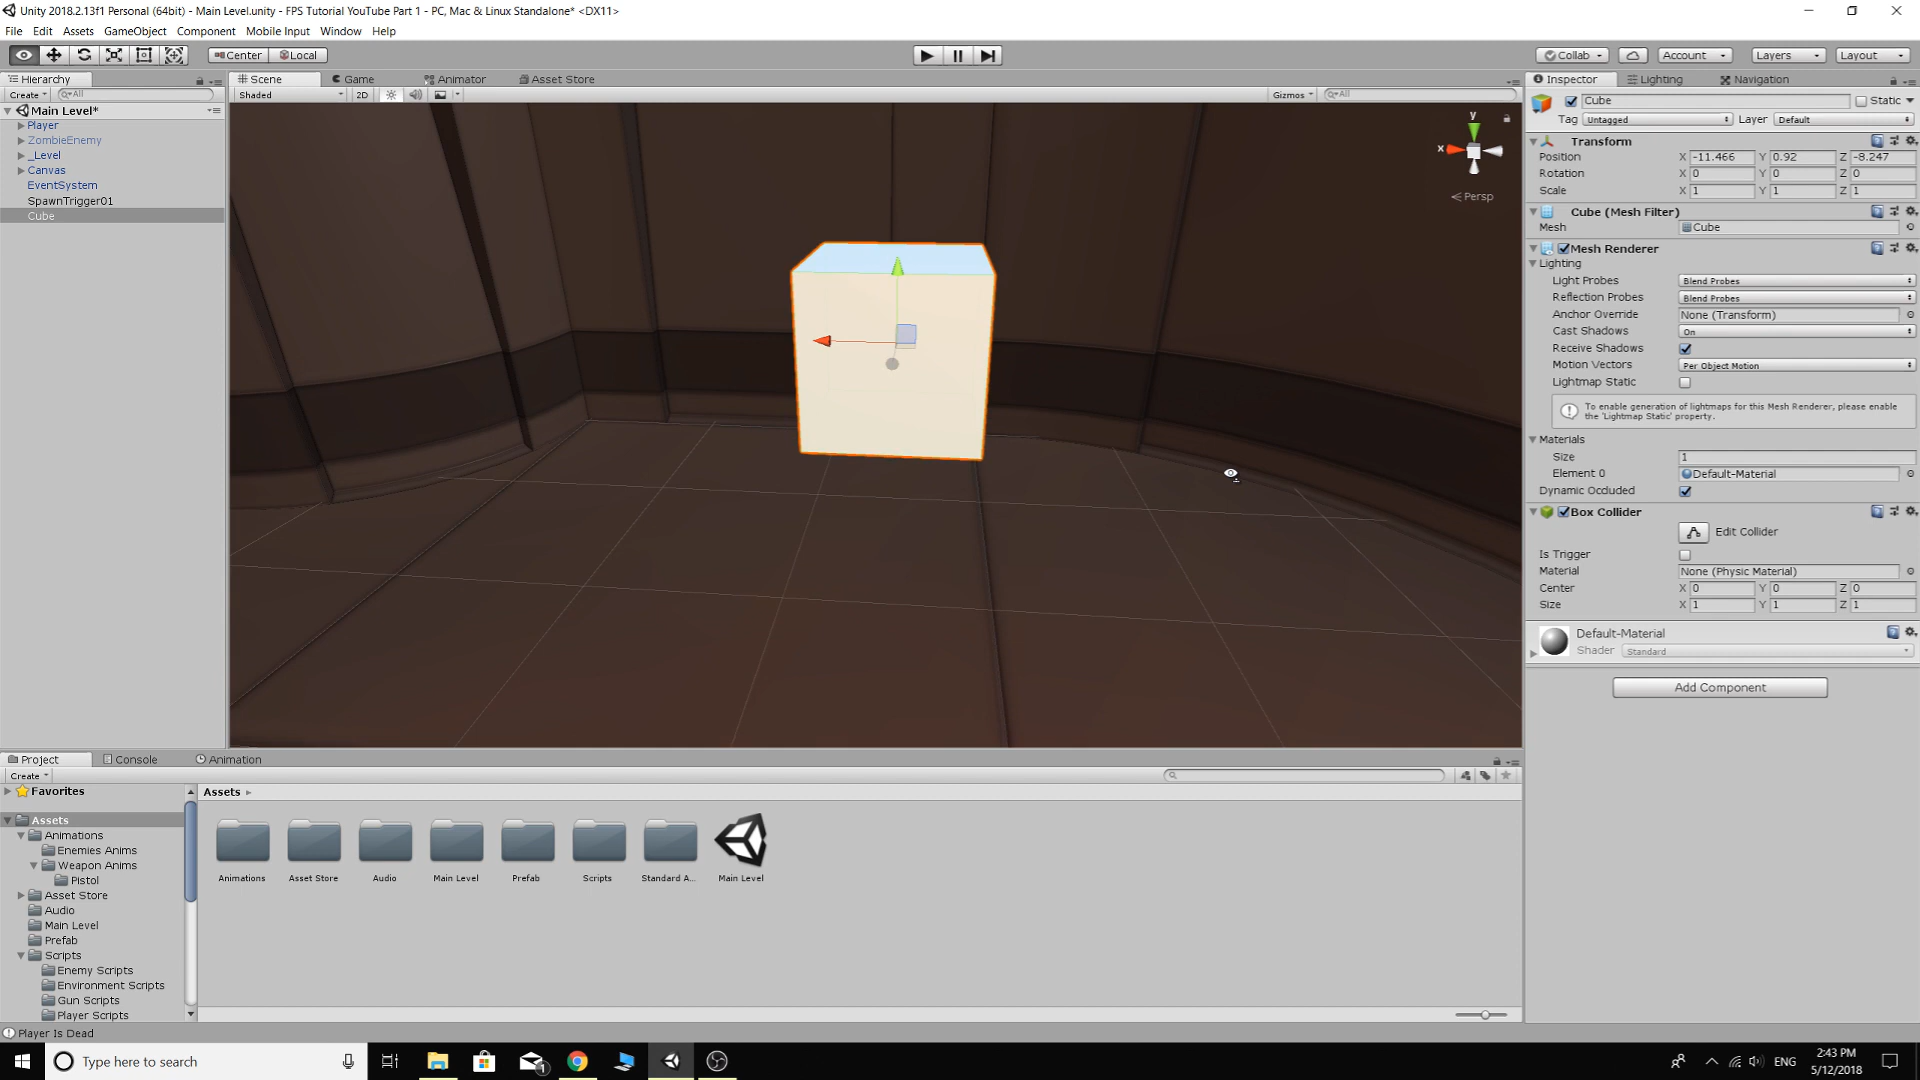 Unity 2018.2.13f1 Personal (64bit) - Main Level.unity - FPS Tutorial YouTube Part 1 - PC, Mac & Linux Standalone* <DX11>
File Edit Assets GameObject Component Mobile Input Window Help
Center Local Collab Account Layers Layout
Hierarchy Scene Game Animator Asset Store Inspector Lighting Navigation
Create All Shaded 2D Gizmos All
Cube Static
Tag Untagged Layer Default
Main Level*
Player
ZombieEnemy
_Level
Canvas
EventSystem
SpawnTrigger01
Cube
y
x
Persp
Transform
Position X -11.466 Y 0.92 Z -8.247
Rotation X 0 Y 0 Z 0
Scale X 1 Y 1 Z 1
Cube (Mesh Filter)
Mesh Cube
Mesh Renderer
Lighting
Light Probes Blend Probes
Reflection Probes Blend Probes
Anchor Override None (Transform)
Cast Shadows On
Receive Shadows
Motion Vectors Per Object Motion
Lightmap Static
To enable generation of lightmaps for this Mesh Renderer, please enable
the 'Lightmap Static' property.
Materials
Size 1
Element 0 Default-Material
Dynamic Occluded
Box Collider
Edit Collider
Is Trigger
Material None (Physic Material)
Center X 0 Y 0 Z 0
Size X 1 Y 1 Z 1
Default-Material
Shader Standard
Add Component
Project Console Animation
Create
Favorites
Assets
Animations
Enemies Anims
Weapon Anims
Pistol
Asset Store
Audio
Main Level
Prefab
Scripts
Enemy Scripts
Environment Scripts
Gun Scripts
Player Scripts
Assets
Animations Asset Store Audio Main Level Prefab Scripts Standard A... Main Level
Player Is Dead
Type here to search
1
ENG
2:43 PM
5/12/2018